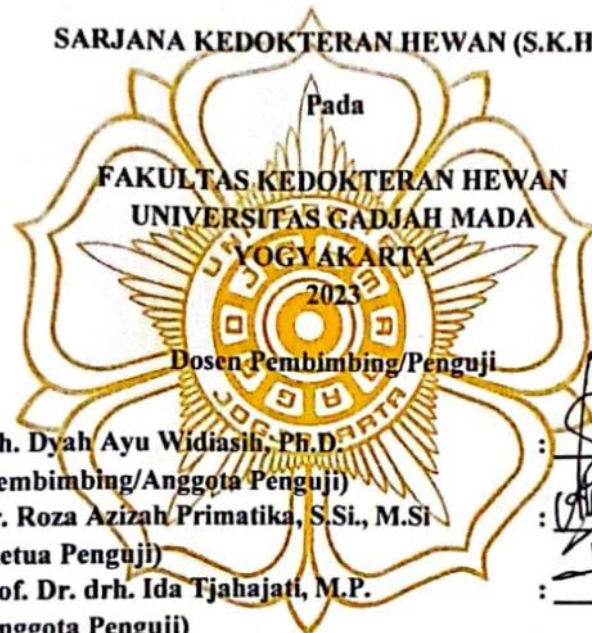 SARJANA KEDOKTERAN HEWAN (S.K.H
Pada
FAKULTAS KEDOKTERAN HEWAN
UNIVERSITAS GADJAH MADA
YOGYAKARTA
2023
Dosen Pembimbing/Penguji
h. Dyah Ayu Widiasih, Ph.D. :
embimbing/Anggota Penguji)
r. Roza Azizah Primatika, S.Si., M.Si :
etua Penguji)
of. Dr. drh. Ida Tjahajati, M.P. :
nggota Penguji)